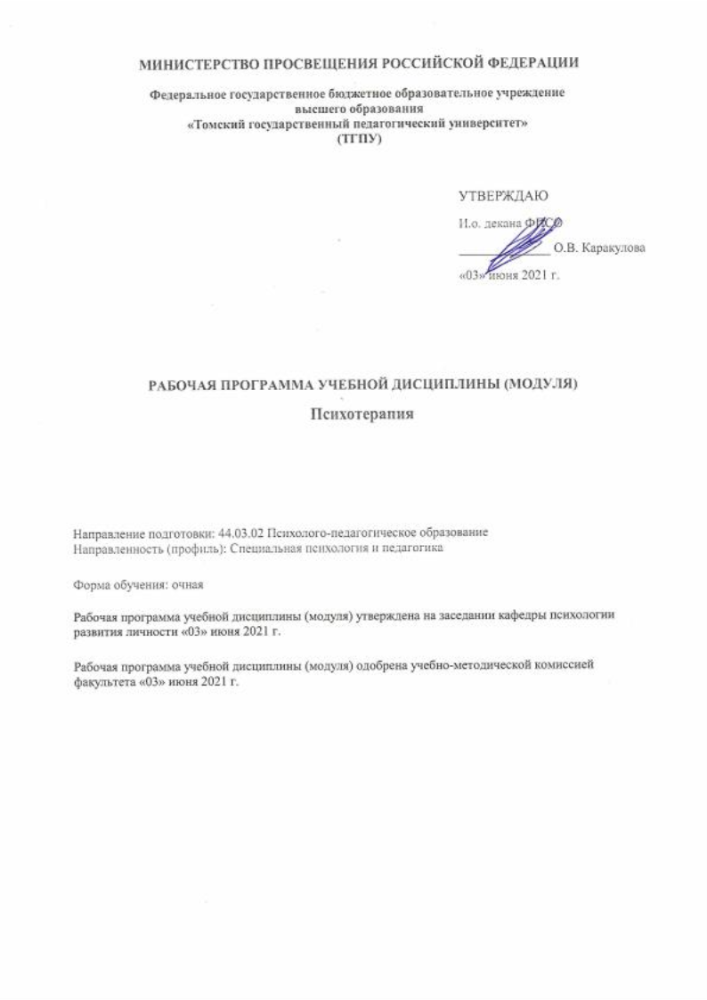 МИНИСТЕРСТВО ПРОСВЕЩЕНИЯ РОССИЙСКОЙ ФЕДЕРАЦИИ
Федеральное государственное бюджетное образовательное учреждение
высшего образования
«Томский государственный педагогический университет»
(ТГПУ)
УТВЕРЖДАЮ
И.о. декана ФПСО
О.В. Каракулова
«03» июня 2021 г.
РАБОЧАЯ ПРОГРАММА УЧЕБНОЙ ДИСЦИПЛИНЫ (МОДУЛЯ)
Психотерапия
Направление подготовки: 44.03.02 Психолого-педагогическое образование
Направленность (профиль): Специальная психология и педагогика
Форма обучения: очная
Рабочая программа учебной дисциплины (модуля) утверждена на заседании кафедры психологии
развития личности «03» июня 2021 г.
Рабочая программа учебной дисциплины (модуля) одобрена учебно-методической комиссией
факультета «03» июня 2021 г.